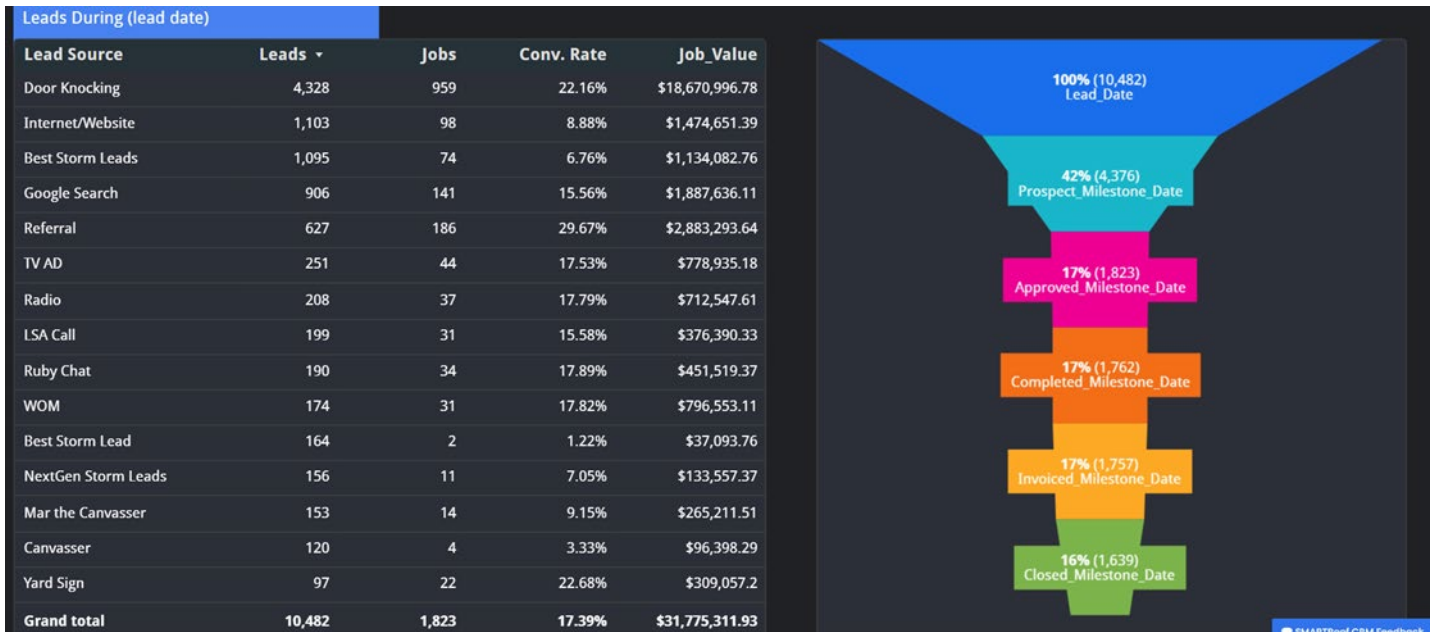 Leads During (lead date)
Lead Source Leads Jobs Conv. Rate Job_Value
Door Knocking 4,328 959 22.16% $18,670,996.78
Internet/Website 1,103 98 8.88% $1,474,651.39
Best Storm Leads 1,095 74 6.76% $1,134,082.76
Google Search 906 141 15.56% $1,887,636.11
Referral 627 186 29.67% $2,883,293.64
TV AD 251 44 17.53% $778,935.18
Radio 208 37 17.79% $712,547.61
LSA Call 199 31 15.58% $376,390.33
Ruby Chat 190 34 17.89% $451,519.37
WOM 174 31 17.82% $796,553.11
Best Storm Lead 164 2 1.22% $37,093.76
NextGen Storm Leads 156 11 7.05% $133,557.37
Mar the Canvasser 153 14 9.15% $265,211.51
Canvasser 120 4 3.33% $96,398.29
Yard Sign 97 22 22.68% $309,057.2
Grand total 10,482 1,823 17.39% $31,775,311.93
100% (10,482)
Lead_Date
42% (4,376)
Prospect_Milestone_Date
17% (1,823)
Approved_Milestone_Date
17% (1,762)
Completed_Milestone_Date
17% (1,757)
Invoiced_Milestone_Date
16% (1,639)
Closed_Milestone_Date
CRM Feedback